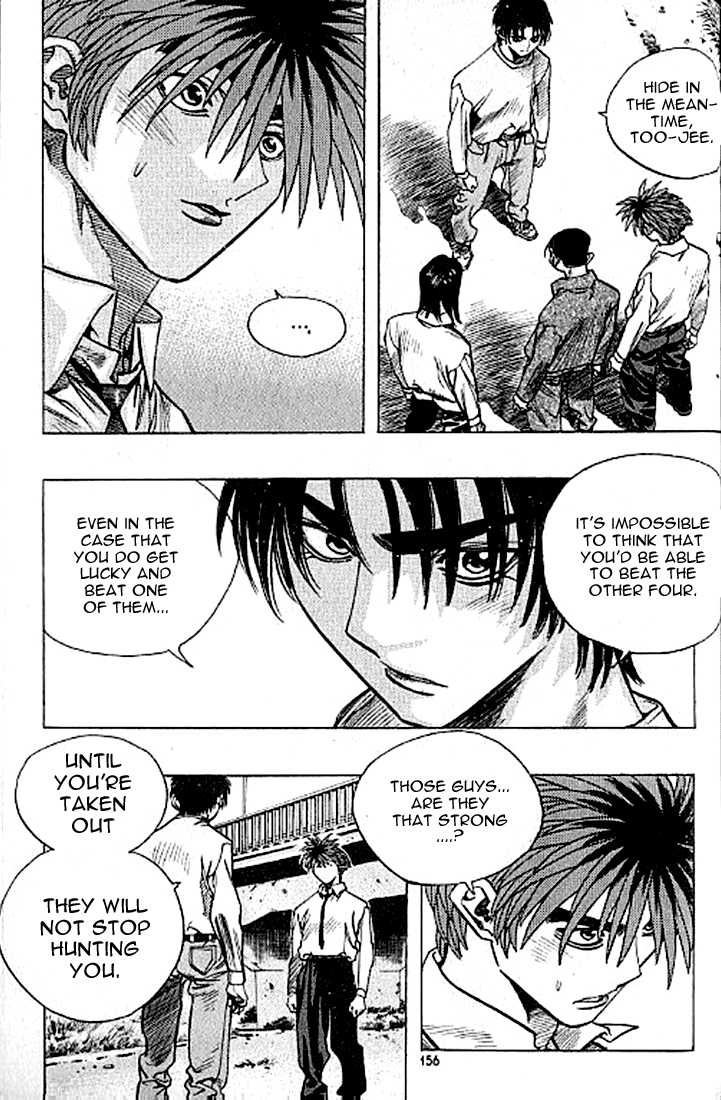 ...
HIDE IN
THE MEAN-
TIME,
TOO-JEE.
EVEN IN THE
CASE THAT
YOU DO GET
LUCKY AND
BEAT ONE
OF THEM...
IT'S IMPOSSIBLE
TO THINK THAT
YOU'D BE ABLE
TO BEAT THE
OTHER FOUR.
UNTIL
YOU'RE
TAKEN
OUT
THEY WILL
NOT STOP
HUNTING
YOU.
THOSE GUYS...
ARE THEY
THAT STRONG
....?
156